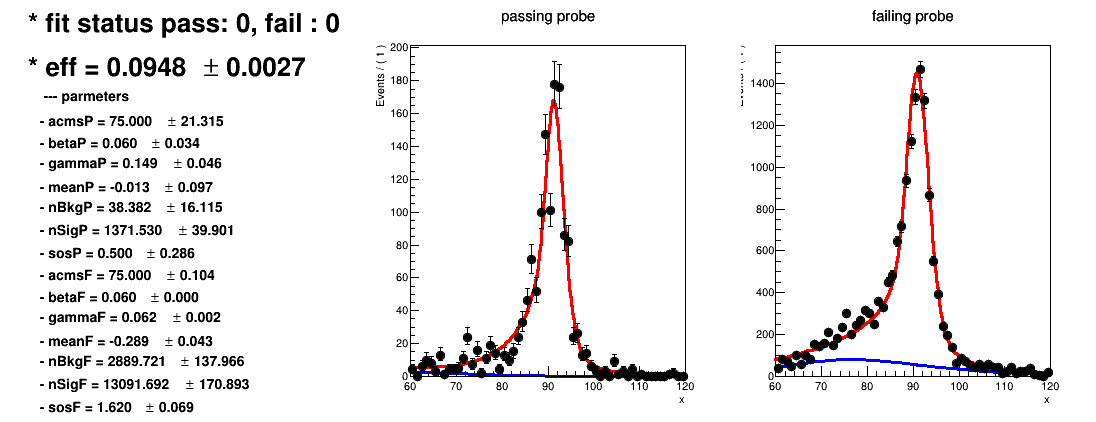 * fit status pass: 0, fail : 0
* eff = 0.0948 ± 0.0027
--- parmeters
- acmsP = 75.000 ± 21.315
- betaP = 0.060 ± 0.034
- gammaP = 0.149 ± 0.046
- meanP = -0.013 ± 0.097
- nBkgP = 38.382 ± 16.115
- nSigP = 1371.530 ± 39.901
- sosP = 0.500 ± 0.286
- acmsF = 75.000 ± 0.104
- betaF = 0.060 ± 0.000
- gammaF = 0.062 ± 0.002
- meanF = -0.289 ± 0.043
- nBkgF = 2889.721 ± 137.966
- nSigF = 13091.692 ± 170.893
- sosF = 1.620 ± 0.069
passing probe
Events / ( 1 )
200
180
160
140
120
100
80
60
40
20
0
60 70 80 90 100 110 120
x
failing probe
1400
1200
1000
800
600
400
200
0
60 70 80 90 100 110 120
x